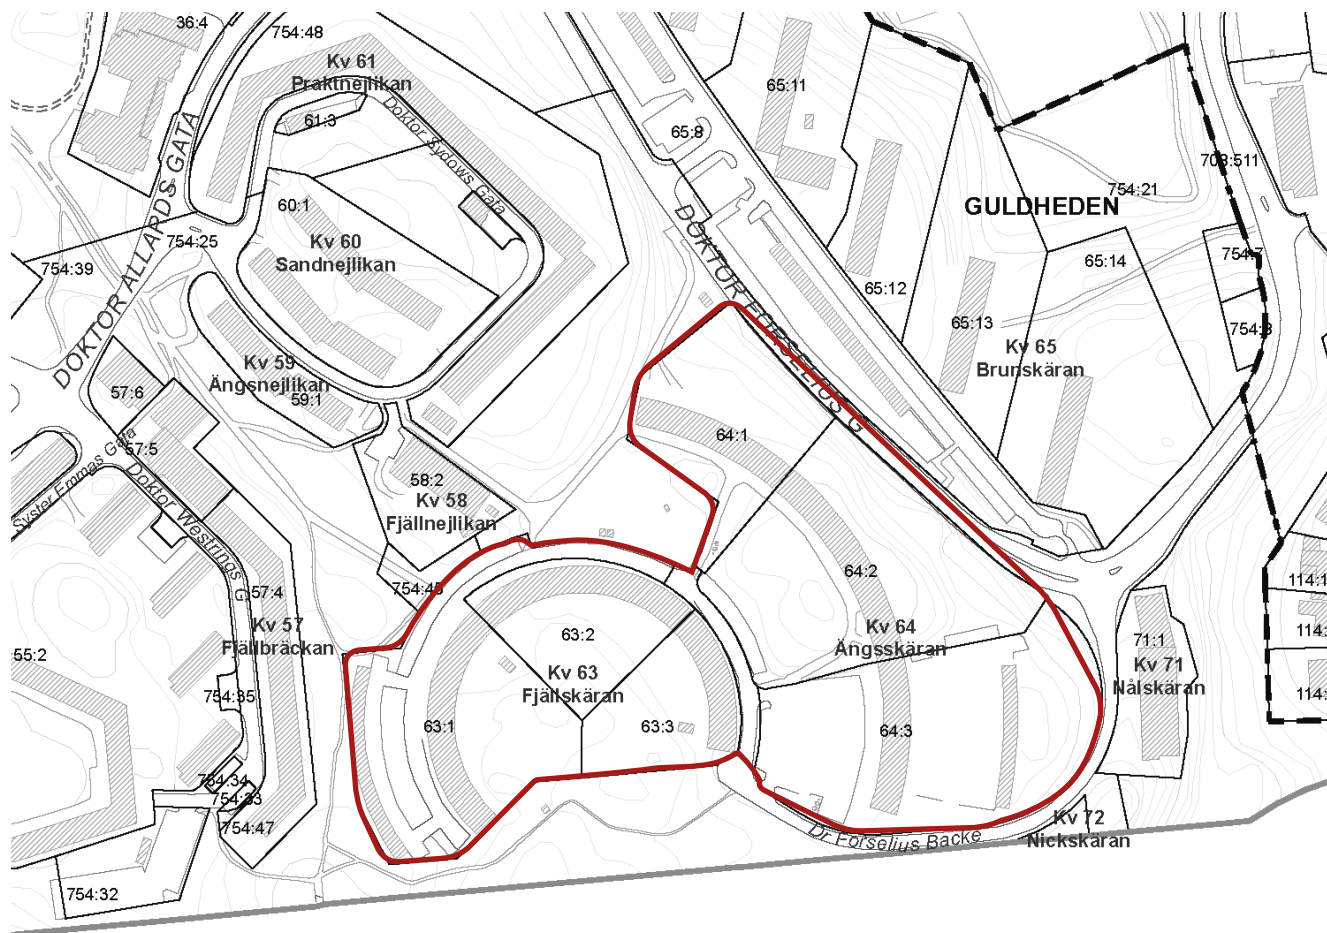 36:4
754:48
Kv 61
Praktnejlikan
61:3
Doktor Sydows Gata
65:11
65:8
708:511
754:21
GULDHEDEN
DOKTOR ALLARDS GATA
60:1
754:25
Kv 60
Sandnejlikan
754:39
DOKTOR FORSELIUS G
65:14
754:7
65:12
65:13
754:8
Kv 65
Brunskäran
Kv 59
Ängsnejlikan
59:1
57:6
57:5
Syster Emmas Gata
Doktor Westrings G
64:1
58:2
Kv 58
Fjällnejlikan
754:45
64:2
57:4
Kv 57
Fjällbräckan
63:2
Kv 64
Ängsskäran
Kv 63
Fjällskäran
71:1
Kv 71
Nålskäran
114:1
114:
114:
55:2
754:35
63:1
63:3
64:3
754:34
754:33
754:47
Dr Forselius Backe
Kv 72
Nickskäran
754:32